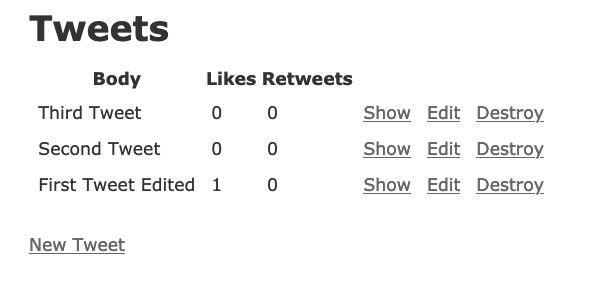 Tweets
Body Likes Retweets
Third Tweet 0 0 Show Edit Destroy
Second Tweet 0 0 Show Edit Destroy
First Tweet Edited 1 0 Show Edit Destroy
New Tweet